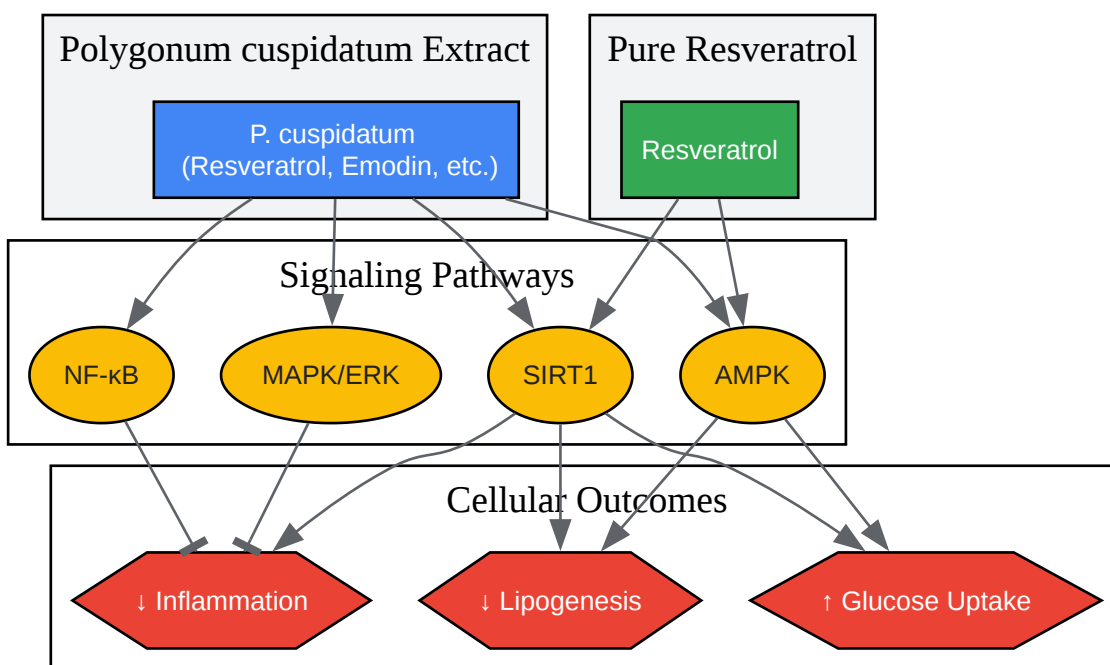 Polygonum cuspidatum Extract
Pure Resveratrol
P. cuspidatum
(Resveratrol, Emodin, etc.)
Resveratrol
Signaling Pathways
NF-κB
MAPK/ERK
SIRT1
AMPK
Cellular Outcomes
↓ Inflammation
↓ Lipogenesis
↑ Glucose Uptake